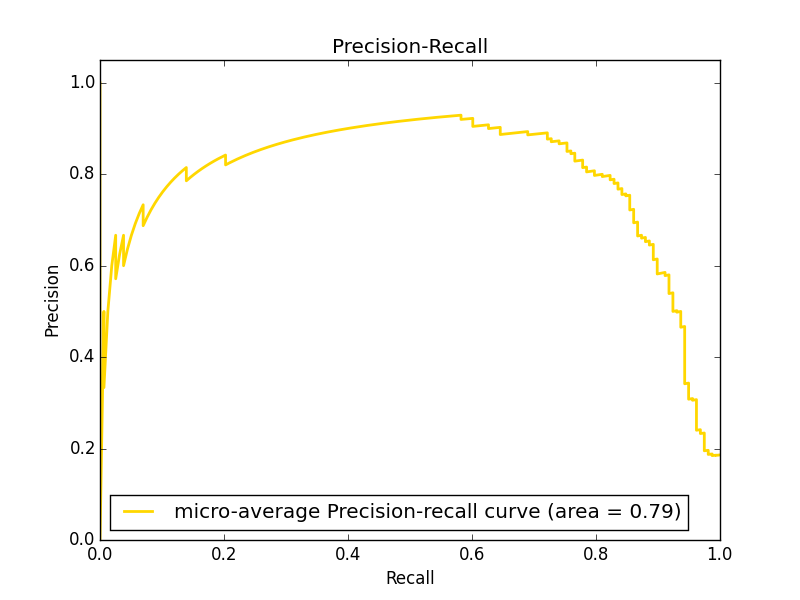 Precision-Recall
1.0
0.8
0.6
0.4
0.2
0.0
Precision
micro-average Precision-recall curve (area = 0.79)
0.0 0.2 0.4 0.6 0.8 1.0
Recall